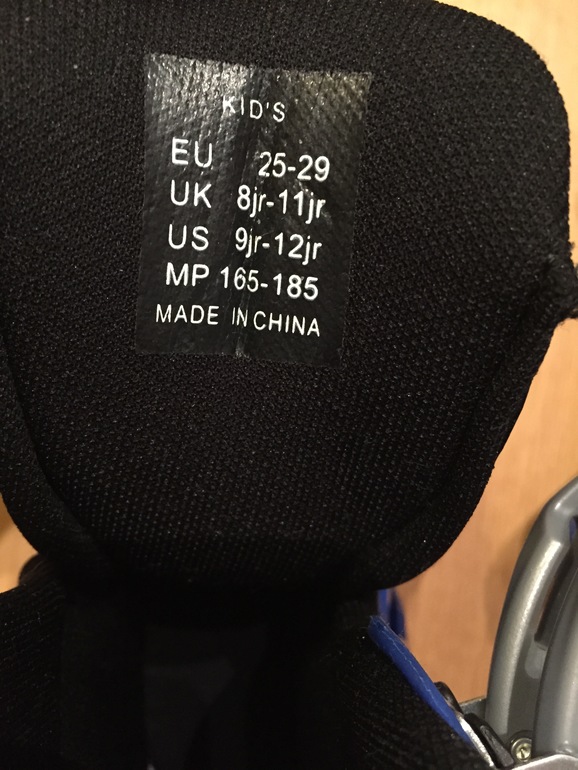 KID'S
EU 25-29
UK 8jr-11jr
US 9jr-12jr
MP 165-185
MADE IN CHINA